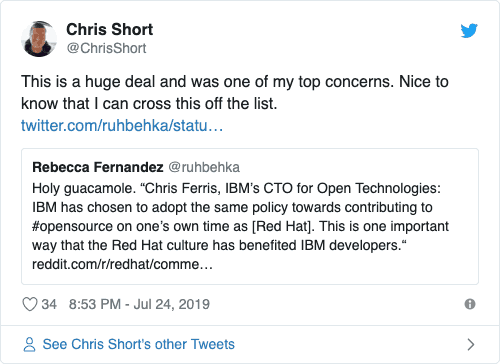 Chris Short
@ChrisShort
This is a huge deal and was one of my top concerns. Nice to
know that I can cross this off the list.
twitter.com/ruhbehka/statu…
Rebecca Fernandez @ruhbehka
Holy guacamole. “Chris Ferris, IBM’s CTO for Open Technologies:
IBM has chosen to adopt the same policy towards contributing to
#opensource on one’s own time as [Red Hat]. This is one important
way that the Red Hat culture has benefited IBM developers.“
reddit.com/r/redhat/comme…
34 8:53 PM - Jul 24, 2019
See Chris Short's other Tweets